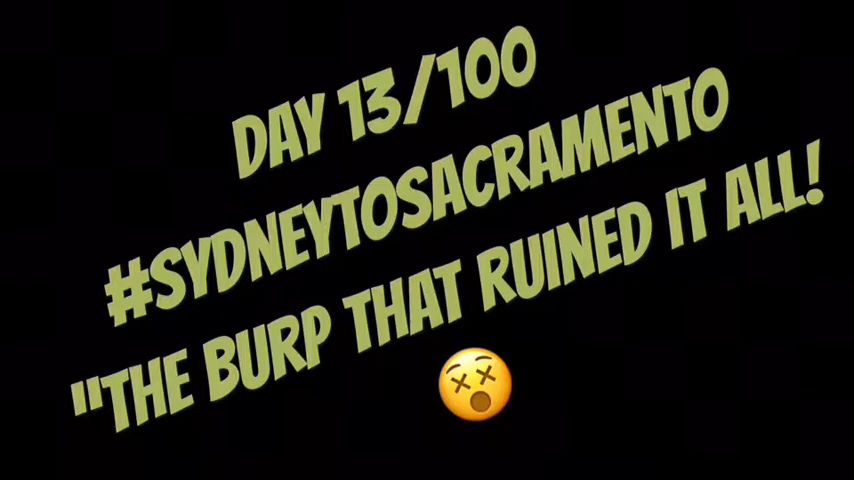 DAY 13/100
#SYDNEYTOSACRAMENTO
"THE BURP THAT RUINED IT ALL!